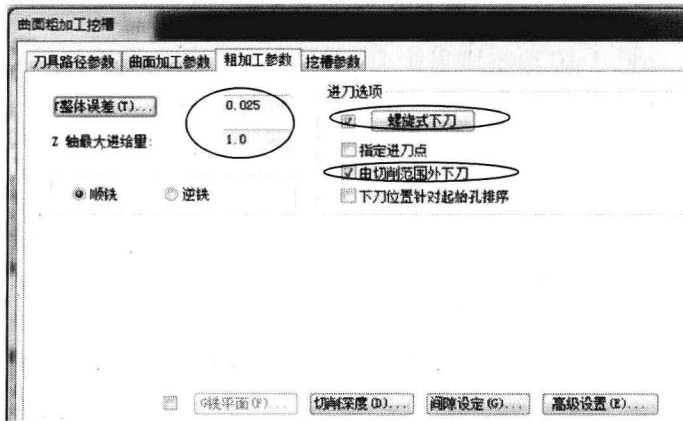 曲面粗加工挖槽
刀具路径参数 曲面加工参数 粗加工参数 挖槽参数
整体误差(T)... 0.025
Z 轴最大进给量: 1.0
顺铣 逆铣
进刀选项
螺旋式下刀
指定进刀点
由切削范围外下刀
下刀位置针对起始孔排序
铣平面(F)... 切削深度(D)... 间隙设定(G)... 高级设置(E)...